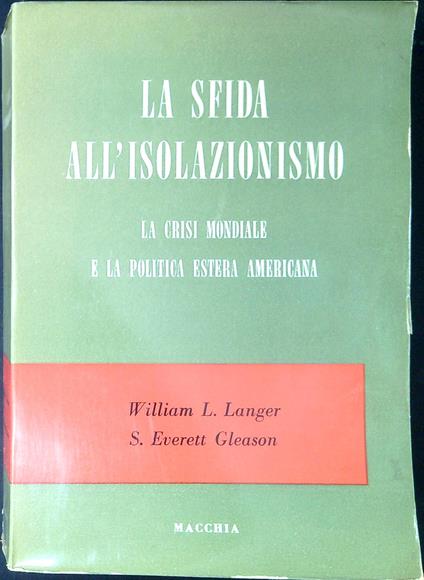 LA SFIDA
ALL'ISOLAZIONISMO
LA CRISI MONDIALE
E LA POLITICA ESTERA AMERICANA
William L. Langer
S. Everett Gleason
MACCHIA